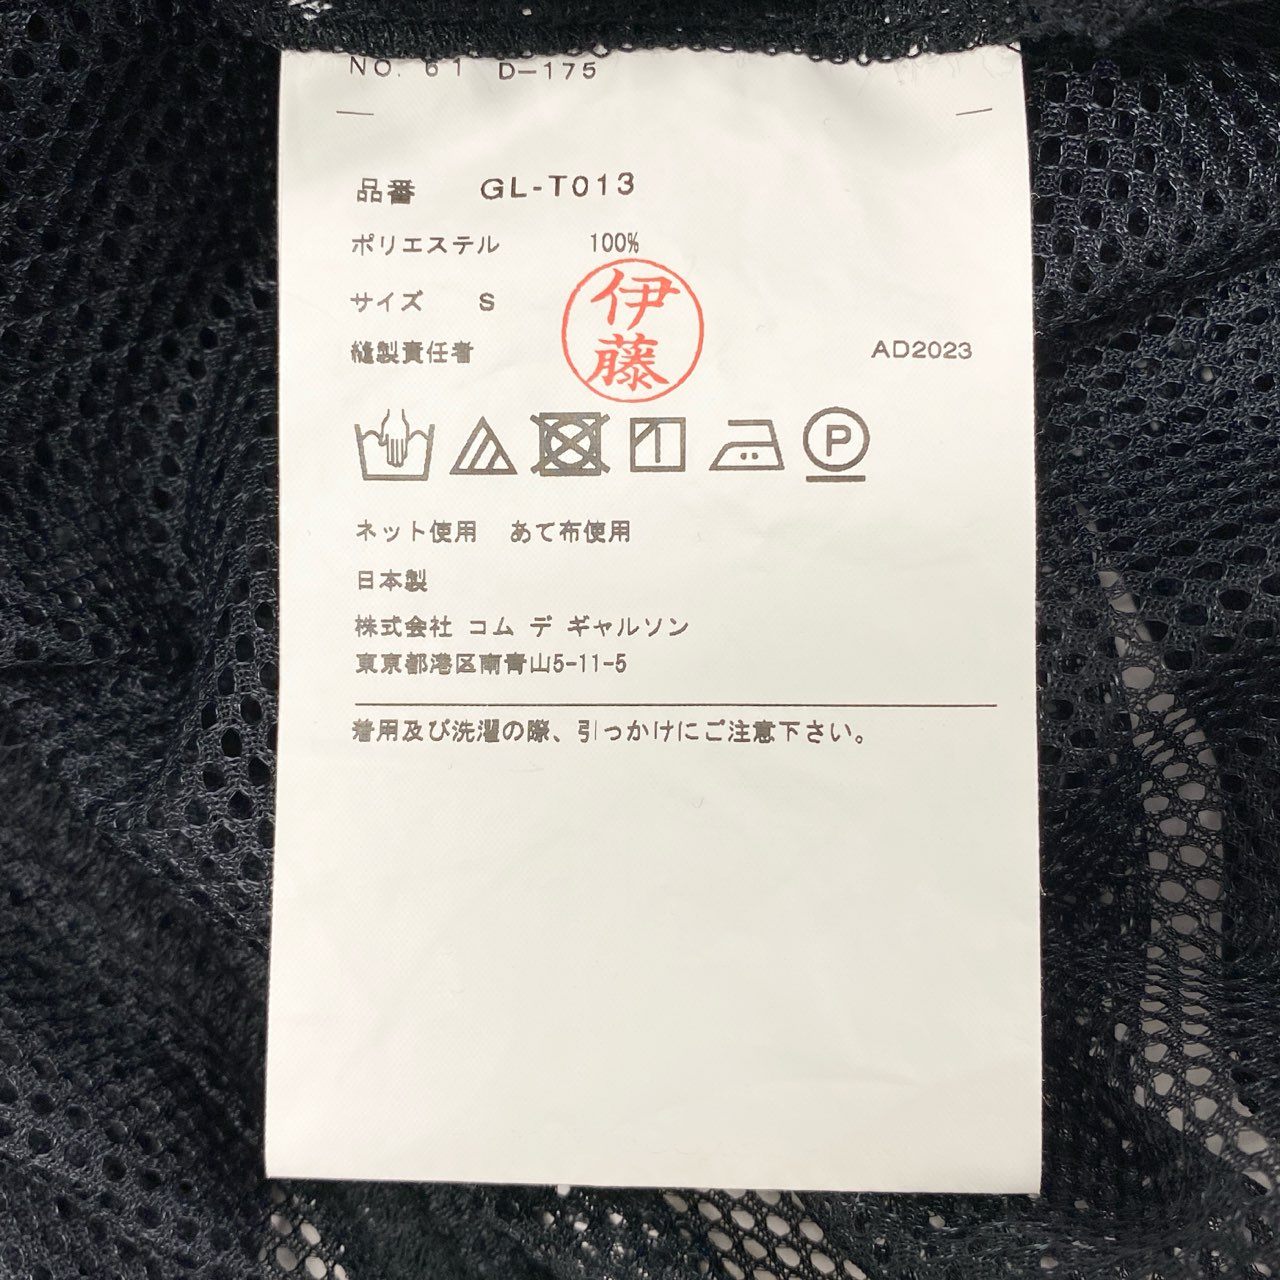 NO. 61 D-175
品番 GL-T013
ポリエステル 100%
サイズ S
伊藤
縫製責任者
AD2023
P
ネット使用 あて布使用
日本製
株式会社 コム デ ギャルソン
東京都港区南青山5-11-5
着用及び洗濯の際、引っかけにご注意下さい。